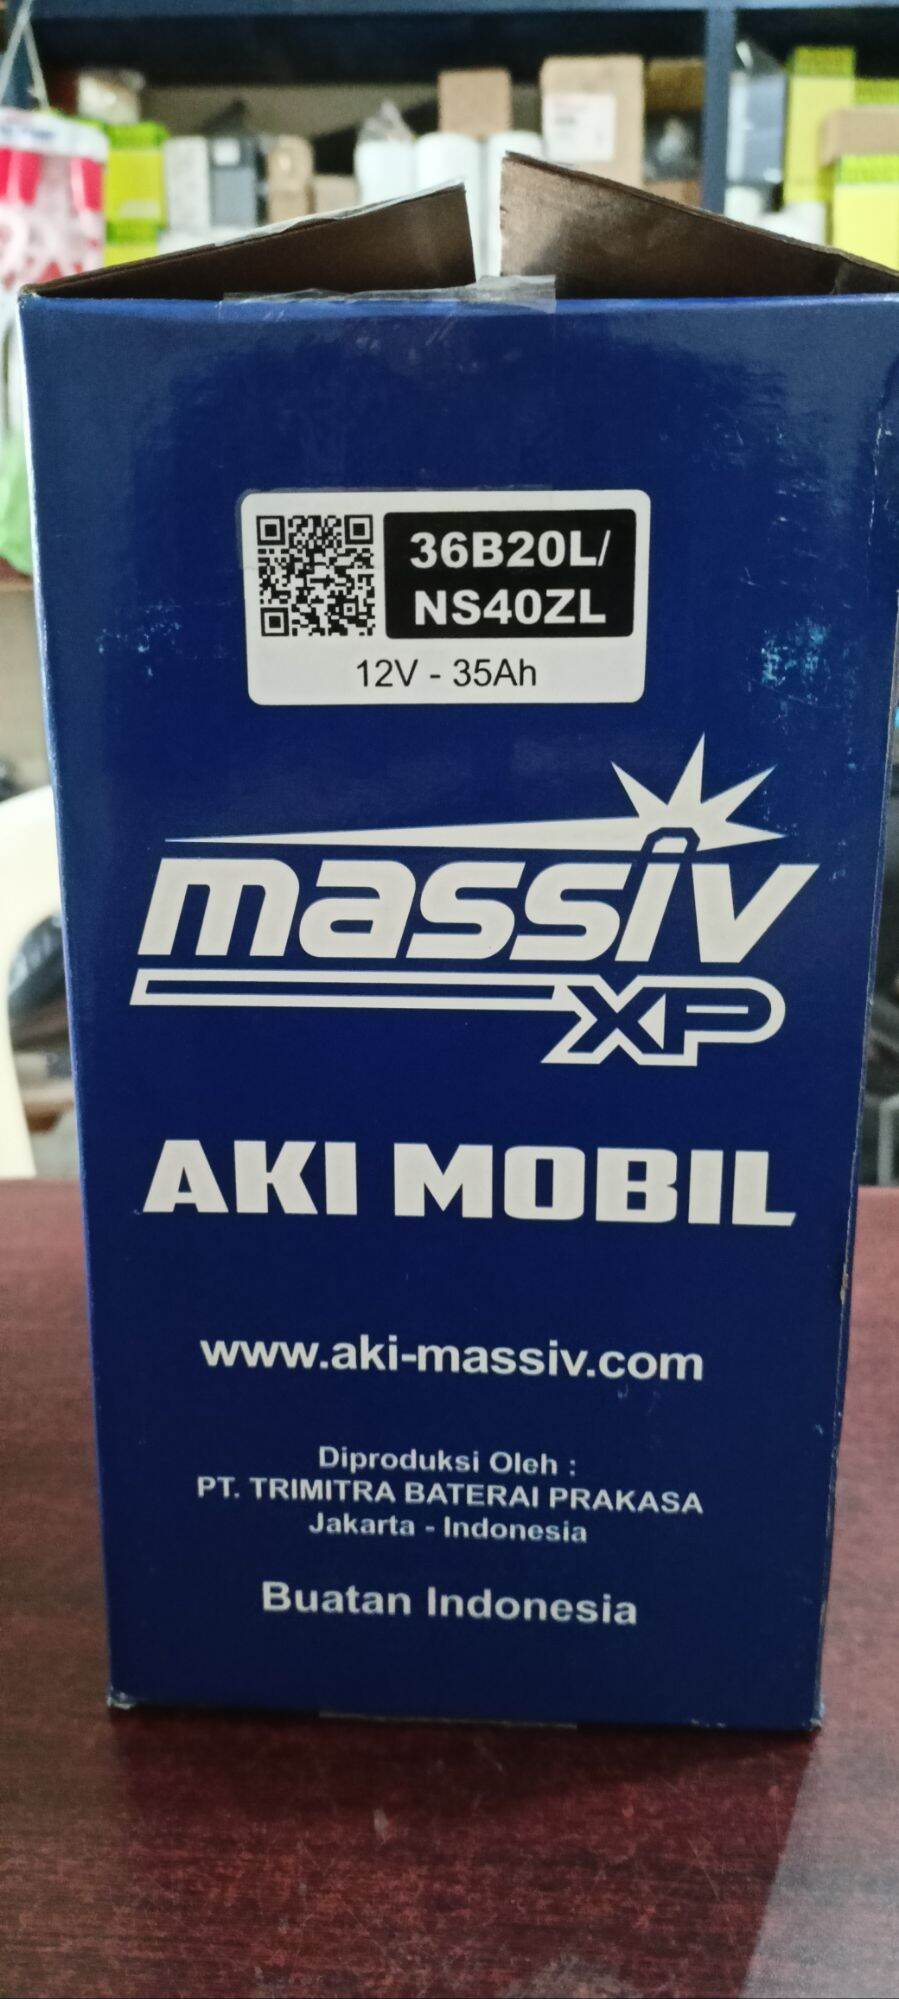 36B20L/
NS40ZL
12V - 35Ah
massiv
XP
AKI MOBIL
www.aki-massiv.com
Diproduksi Oleh :
PT. TRIMITRA BATERAI PRAKASA
Jakarta - Indonesia
Buatan Indonesia